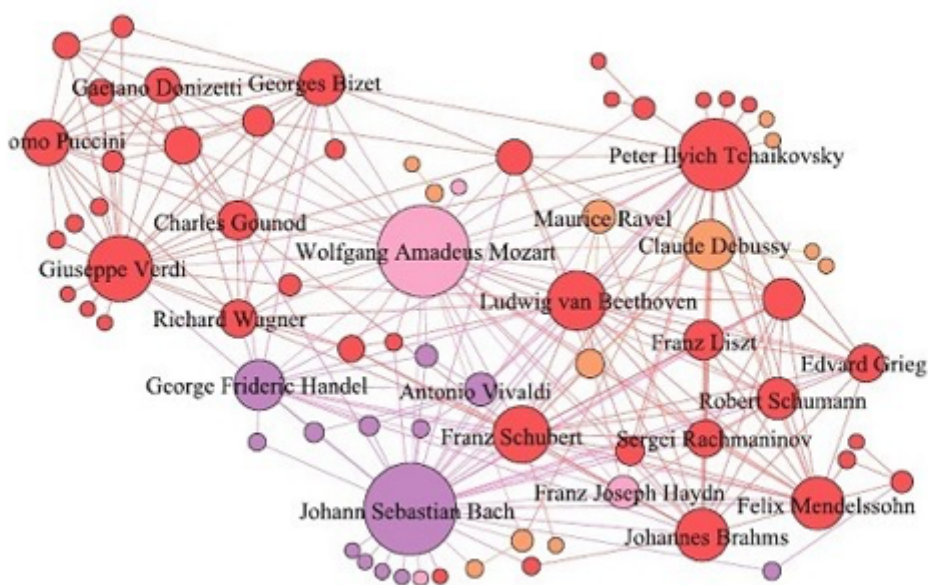 Gaetano Donizetti
Georges Bizet
omo Puccini
Peter Ilyich Tchaikovsky
Charles Gounod
Maurice Ravel
Wolfgang Amadeus Mozart
Claude Debussy
Giuseppe Verdi
Ludwig van Beethoven
Richard Wagner
Franz Liszt
Edvard Grieg
George Frideric Handel
Antonio Vivaldi
Robert Schumann
Franz Schubert
Sergei Rachmaninov
Franz Joseph Haydn
Johann Sebastian Bach
Felix Mendelssohn
Johannes Brahms